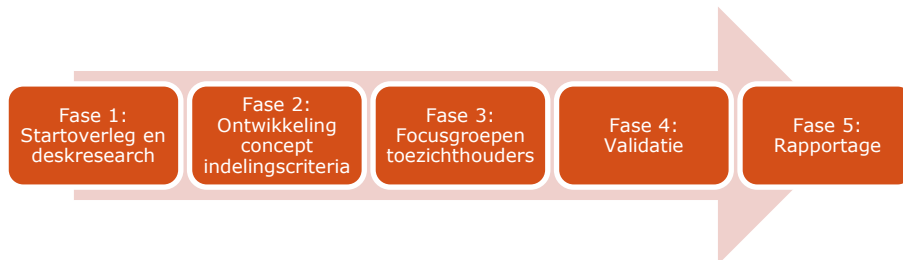 Fase 1:
Startoverleg en
deskresearch
Fase 2:
Ontwikkeling
concept
indelingscriteria
Fase 3:
Focusgroepen
toezichthouders
Fase 4:
Validatie
Fase 5:
Rapportage